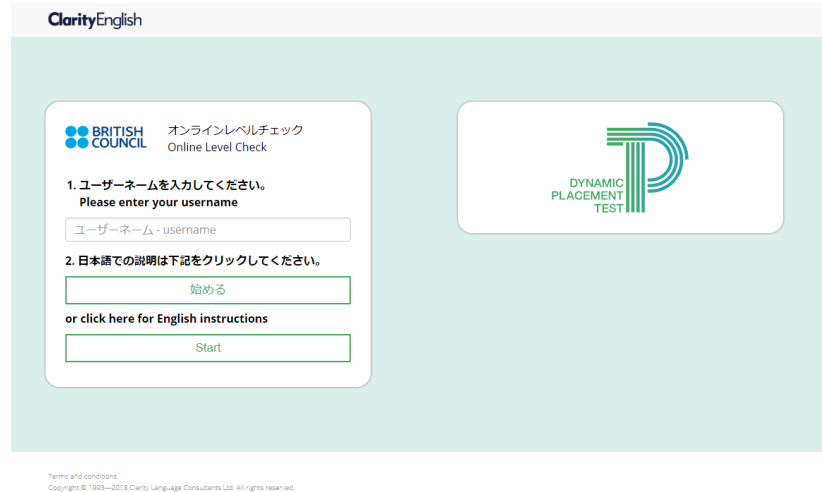 ClarityEnglish
BRITISH
COUNCIL
オンラインレベルチェック
Online Level Check
1. ユーザーネームを入力してください。
Please enter your username
ユーザーネーム - username
2. 日本語での説明は下記をクリックしてください。
始める
or click here for English instructions
Start
DYNAMIC
PLACEMENT
TEST
Terms and conditions
Copyright © 1993—2018 Clarity Language Consultants Ltd. All rights reserved.